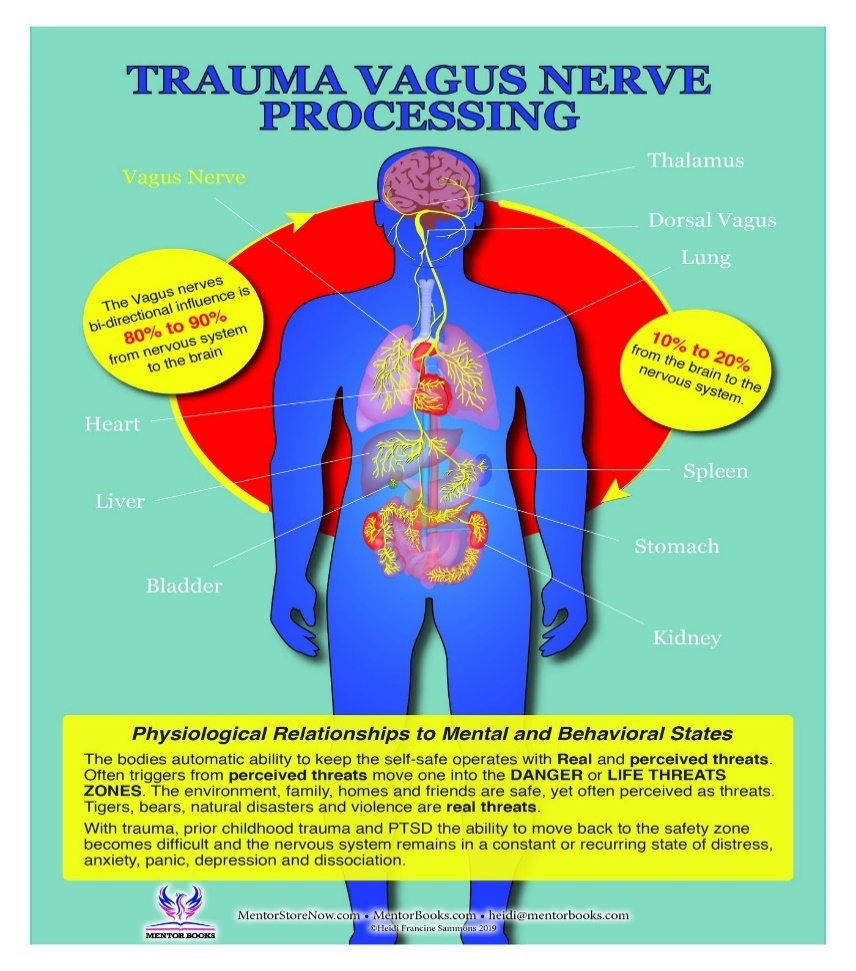 TRAUMA VAGUS NERVE
PROCESSING
Vagus Nerve
Thalamus
Dorsal Vagus
Lung
The Vagus nerves
bi-directional influence is
80% to 90%
from nervous system
to the brain
10% to 20%
from the brain to the
nervous system.
Heart
Liver
Bladder
Spleen
Stomach
Kidney
Physiological Relationships to Mental and Behavioral States
The bodies automatic ability to keep the self-safe operates with Real and perceived threats.
Often triggers from perceived threats move one into the DANGER or LIFE THREATS
ZONES. The environment, family, homes and friends are safe, yet often perceived as threats.
Tigers, bears, natural disasters and violence are real threats.
With trauma, prior childhood trauma and PTSD the ability to move back to the safety zone
becomes difficult and the nervous system remains in a constant or recurring state of distress,
anxiety, panic, depression and dissociation.
MENTOR BOOKS
MentorStoreNow.com • MentorBooks.com • heidi@mentorbooks.com
©Heidi Francine Sammons 2019